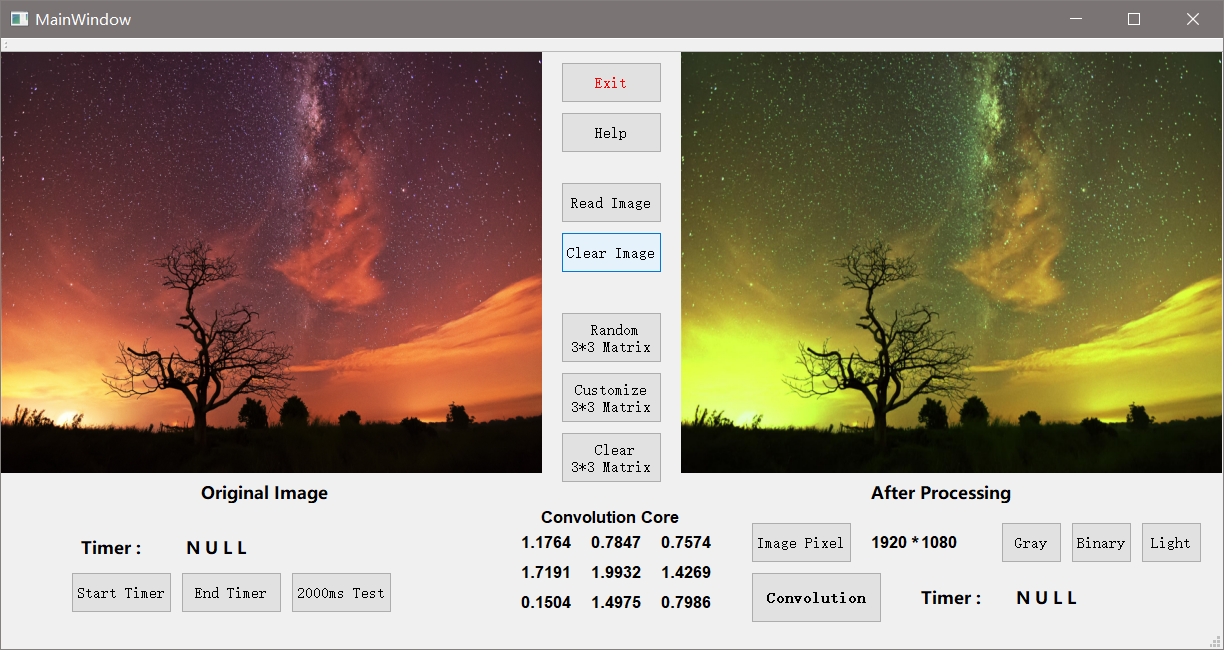 MainWindow
Exit
Help
Read Image
Clear Image
Random
3*3 Matrix
Customize
3*3 Matrix
Clear
3*3 Matrix
Original Image
After Processing
Timer :
N U L L
Start Timer
End Timer
2000ms Test
Convolution Core
1.1764 0.7847 0.7574
1.7191 1.9932 1.4269
0.1504 1.4975 0.7986
Image Pixel
1920 * 1080
Gray
Binary
Light
Convolution
Timer :
N U L L